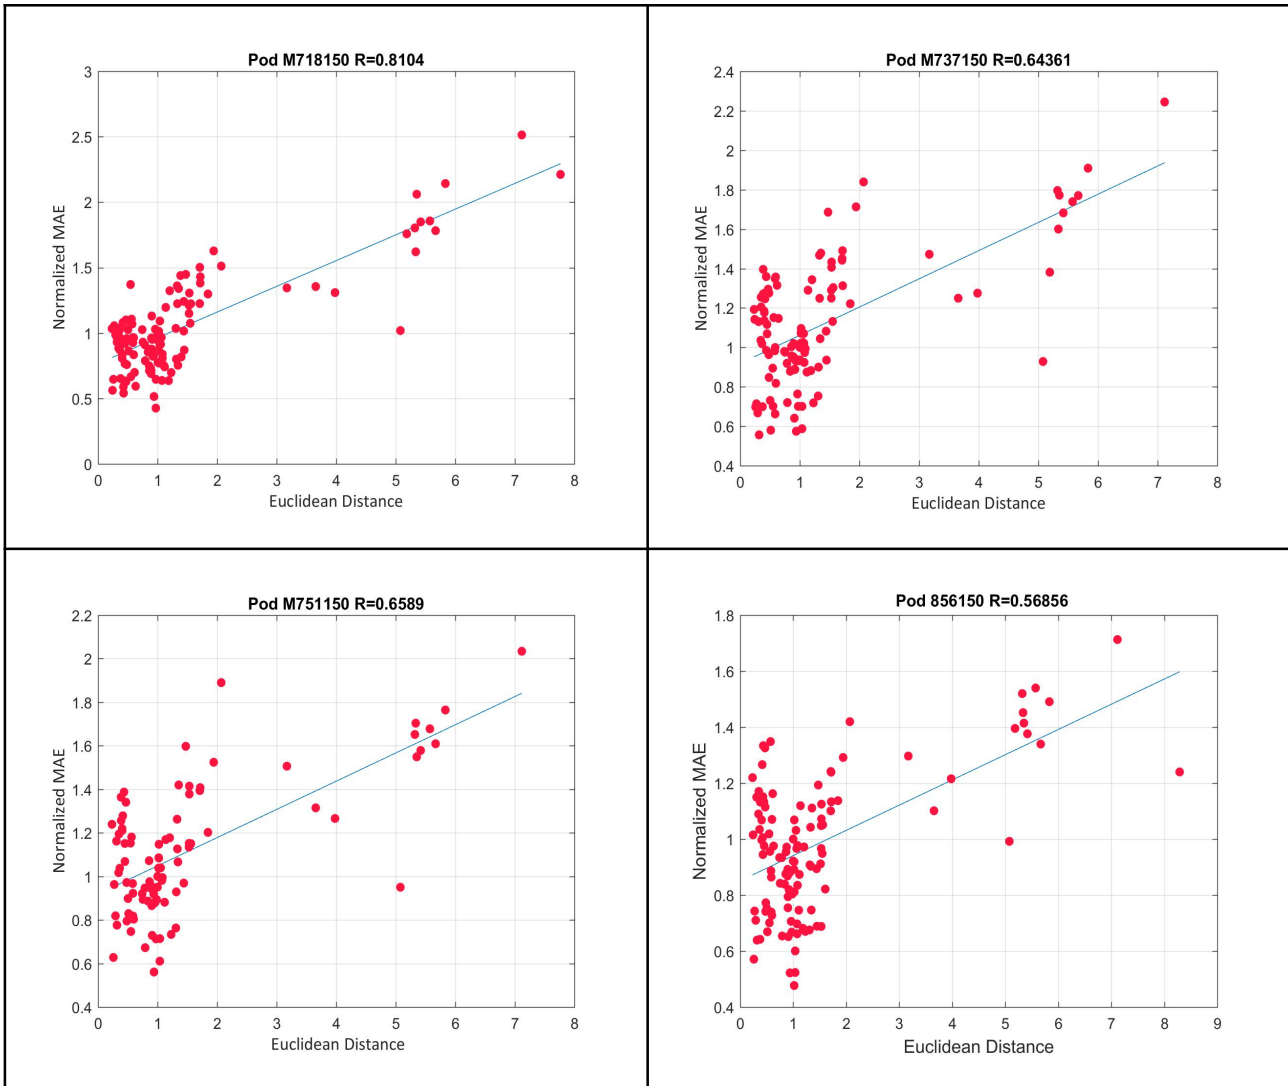 Pod M718150 R=0.8104
3
2.5
2
1.5
1
0.5
0
0 1 2 3 4 5 6 7 8
Normalized MAE
Euclidean Distance
Pod M737150 R=0.64361
2.4
2.2
2
1.8
1.6
1.4
1.2
1
0.8
0.6
0.4
0 1 2 3 4 5 6 7 8
Normalized MAE
Euclidean Distance
Pod M751150 R=0.6589
2.2
2
1.8
1.6
1.4
1.2
1
0.8
0.6
0.4
0 1 2 3 4 5 6 7 8
Normalized MAE
Euclidean Distance
Pod 856150 R=0.56856
1.8
1.6
1.4
1.2
1
0.8
0.6
0.4
0 1 2 3 4 5 6 7 8 9
Normalized MAE
Euclidean Distance